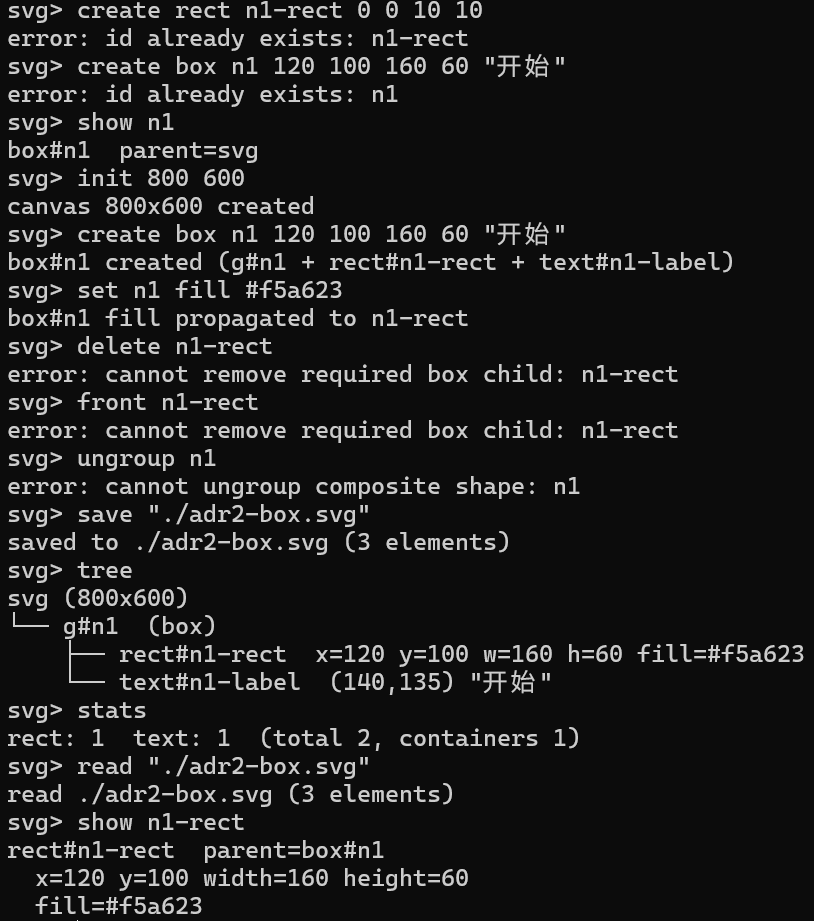 svg> create rect n1-rect 0 0 10 10
error: id already exists: n1-rect
svg> create box n1 120 100 160 60 "开始"
error: id already exists: n1
svg> show n1
box#n1  parent=svg
svg> init 800 600
canvas 800x600 created
svg> create box n1 120 100 160 60 "开始"
box#n1 created (g#n1 + rect#n1-rect + text#n1-label)
svg> set n1 fill #f5a623
box#n1 fill propagated to n1-rect
svg> delete n1-rect
error: cannot remove required box child: n1-rect
svg> front n1-rect
error: cannot remove required box child: n1-rect
svg> ungroup n1
error: cannot ungroup composite shape: n1
svg> save "./adr2-box.svg"
saved to ./adr2-box.svg (3 elements)
svg> tree
svg (800x600)
└── g#n1  (box)
    ├── rect#n1-rect  x=120 y=100 w=160 h=60 fill=#f5a623
    └── text#n1-label  (140,135) "开始"
svg> stats
rect: 1  text: 1  (total 2, containers 1)
svg> read "./adr2-box.svg"
read ./adr2-box.svg (3 elements)
svg> show n1-rect
rect#n1-rect  parent=box#n1
  x=120 y=100 width=160 height=60
  fill=#f5a623